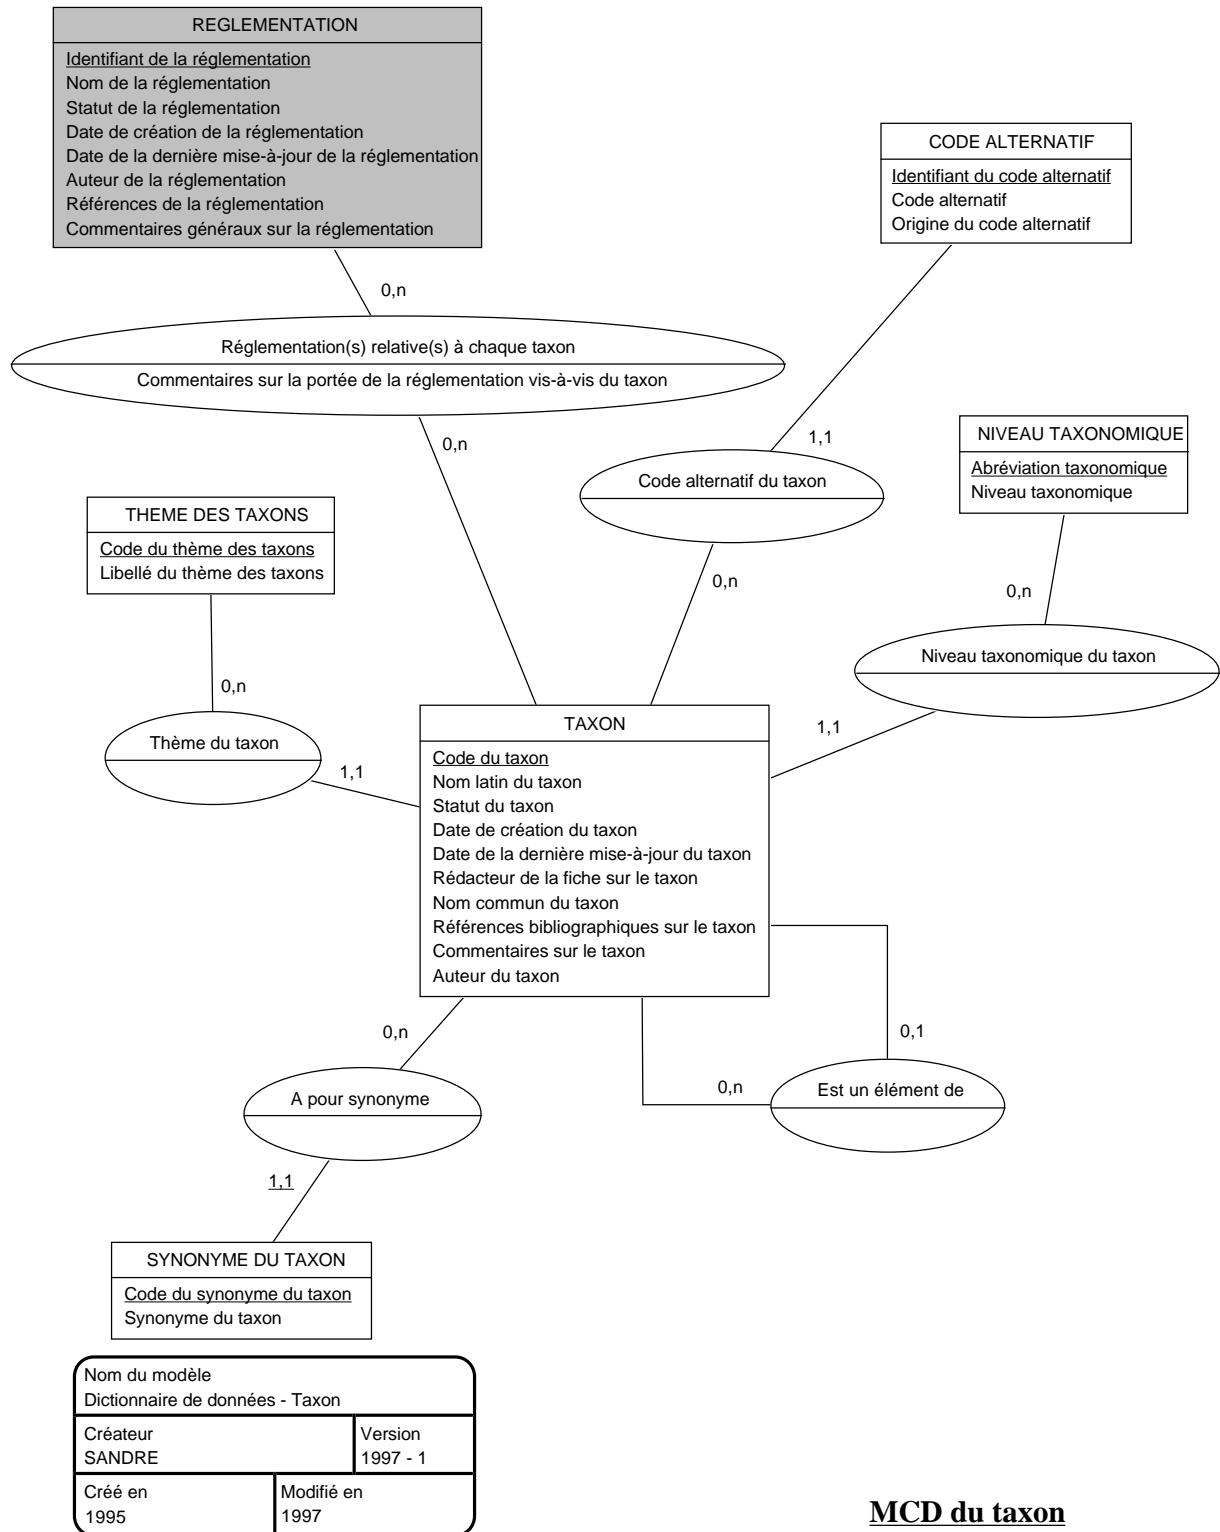 REGLEMENTATION
Identifiant de la réglementation
Nom de la réglementation
Statut de la réglementation
Date de création de la réglementation
Date de la dernière mise-à-jour de la réglementation
Auteur de la réglementation
Références de la réglementation
Commentaires généraux sur la réglementation
CODE ALTERNATIF
Identifiant du code alternatif
Code alternatif
Origine du code alternatif
0,n
Réglementation(s) relative(s) à chaque taxon
Commentaires sur la portée de la réglementation vis-à-vis du taxon
0,n
1,1
Code alternatif du taxon
0,n
NIVEAU TAXONOMIQUE
Abréviation taxonomique
Niveau taxonomique
0,n
Niveau taxonomique du taxon
1,1
THEME DES TAXONS
Code du thème des taxons
Libellé du thème des taxons
0,n
Thème du taxon
1,1
TAXON
Code du taxon
Nom latin du taxon
Statut du taxon
Date de création du taxon
Date de la dernière mise-à-jour du taxon
Rédacteur de la fiche sur le taxon
Nom commun du taxon
Références bibliographiques sur le taxon
Commentaires sur le taxon
Auteur du taxon
0,n
A pour synonyme
1,1
0,1
0,n
Est un élément de
SYNONYME DU TAXON
Code du synonyme du taxon
Synonyme du taxon
Nom du modèle
Dictionnaire de données - Taxon
Créateur
SANDRE
Version
1997 - 1
Créé en
1995
Modifié en
1997
MCD du taxon